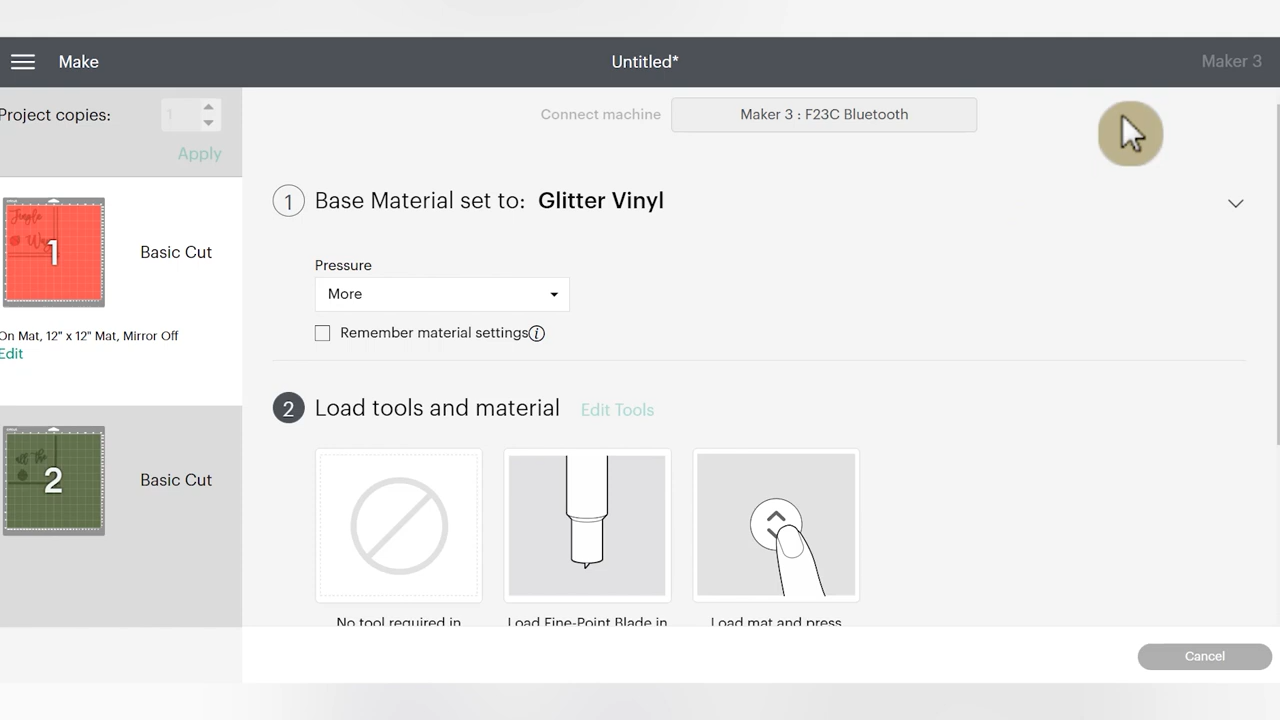 Make
Untitled*
Maker 3
Project copies:
1
Apply
Connect machine
Maker 3 : F23C Bluetooth
1
Basic Cut
On Mat, 12" x 12" Mat, Mirror Off
Edit
2
Basic Cut
1
Base Material set to: Glitter Vinyl
Pressure
More
Remember material settings
2
Load tools and material
Edit Tools
No tool required in
Load Fine-Point Blade in
Load mat and press
Cancel